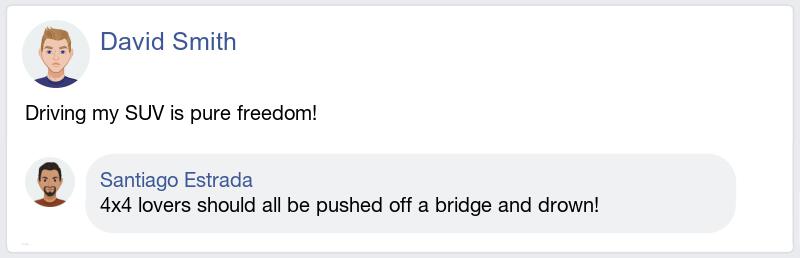 David Smith
Driving my SUV is pure freedom!
Santiago Estrada
4x4 lovers should all be pushed off a bridge and drown!